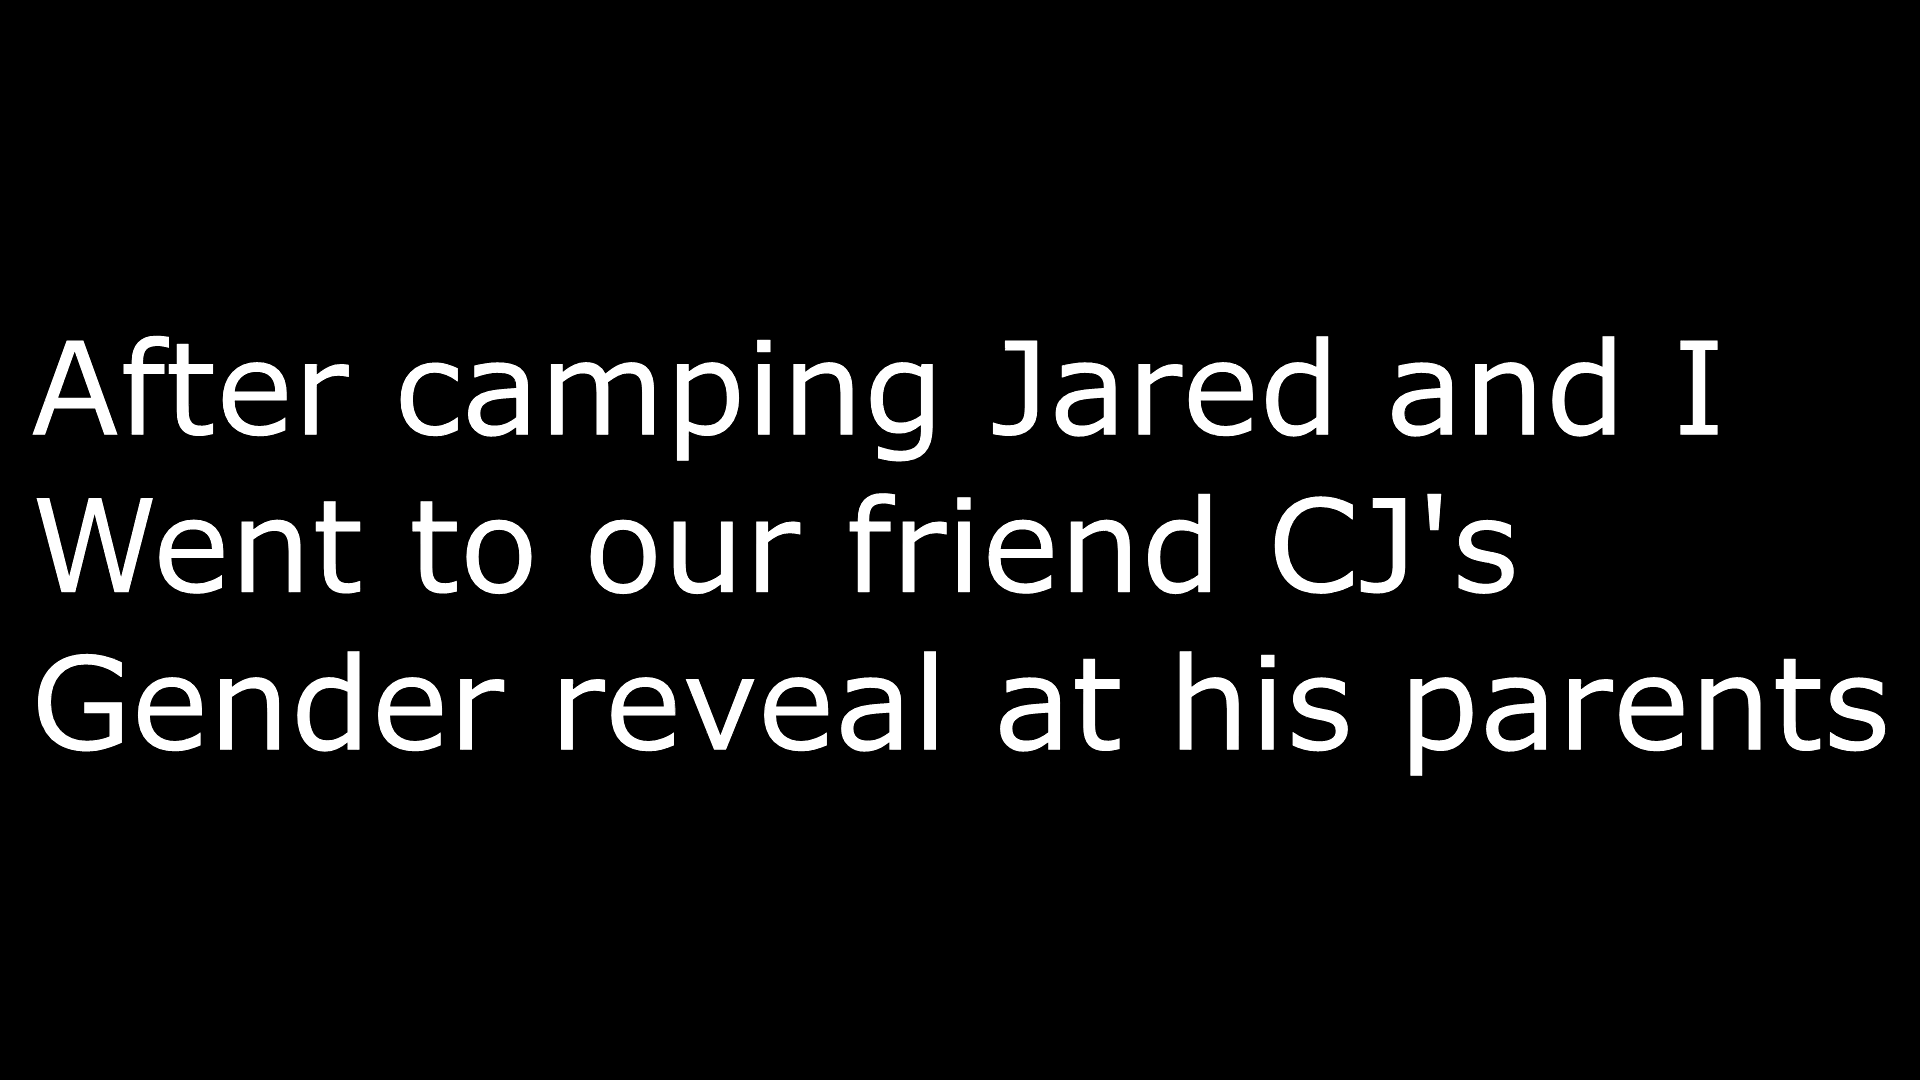 After camping Jared and I
Went to our friend CJ's
Gender reveal at his parents